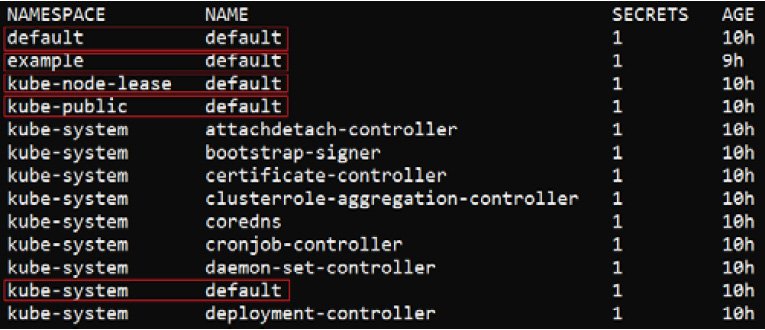 NAMESPACE NAME SECRETS AGE
default default 1 10h
example default 1 9h
kube-node-lease default 1 10h
kube-public default 1 10h
kube-system attachdetach-controller 1 10h
kube-system bootstrap-signer 1 10h
kube-system certificate-controller 1 10h
kube-system clusterrole-aggregation-controller 1 10h
kube-system coredns 1 10h
kube-system cronjob-controller 1 10h
kube-system daemon-set-controller 1 10h
kube-system default 1 10h
kube-system deployment-controller 1 10h